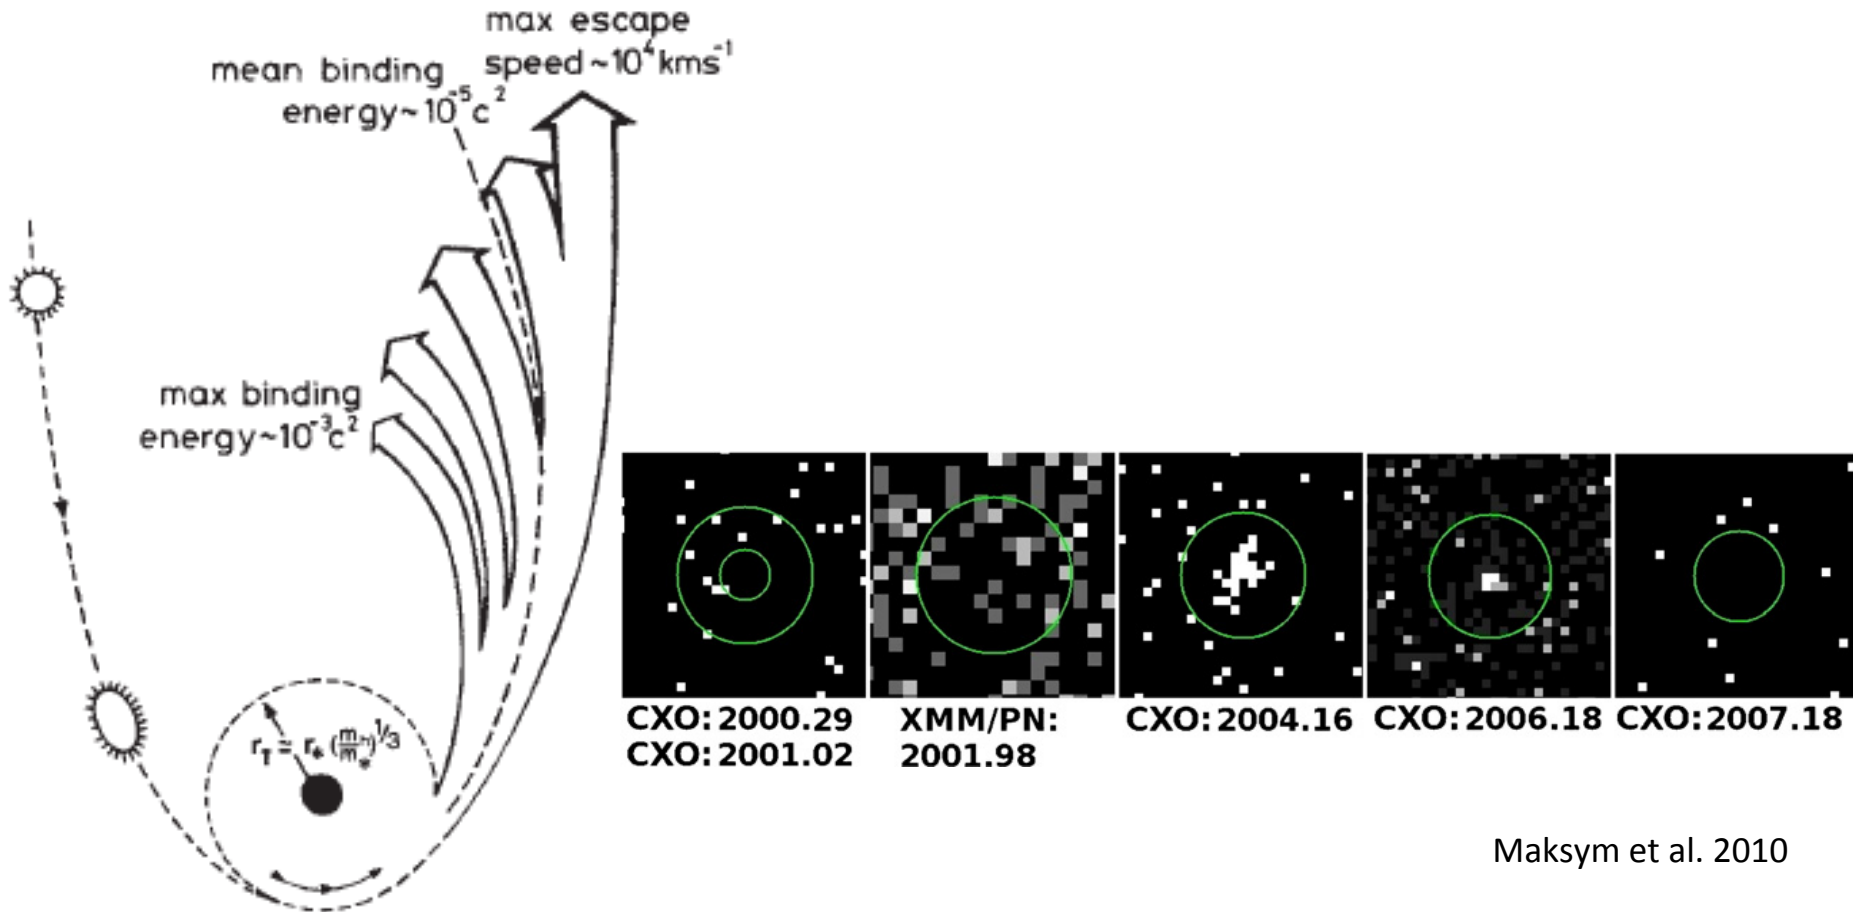 max escape
speed ~10⁴kms⁻¹
mean binding
energy~10⁻⁵c²
max binding
energy~10⁻³c²
r_T = r_* (m_h/m_*)^1/3
CXO: 2000.29
CXO: 2001.02
XMM/PN:
2001.98
CXO: 2004.16
CXO: 2006.18
CXO: 2007.18
Maksym et al. 2010